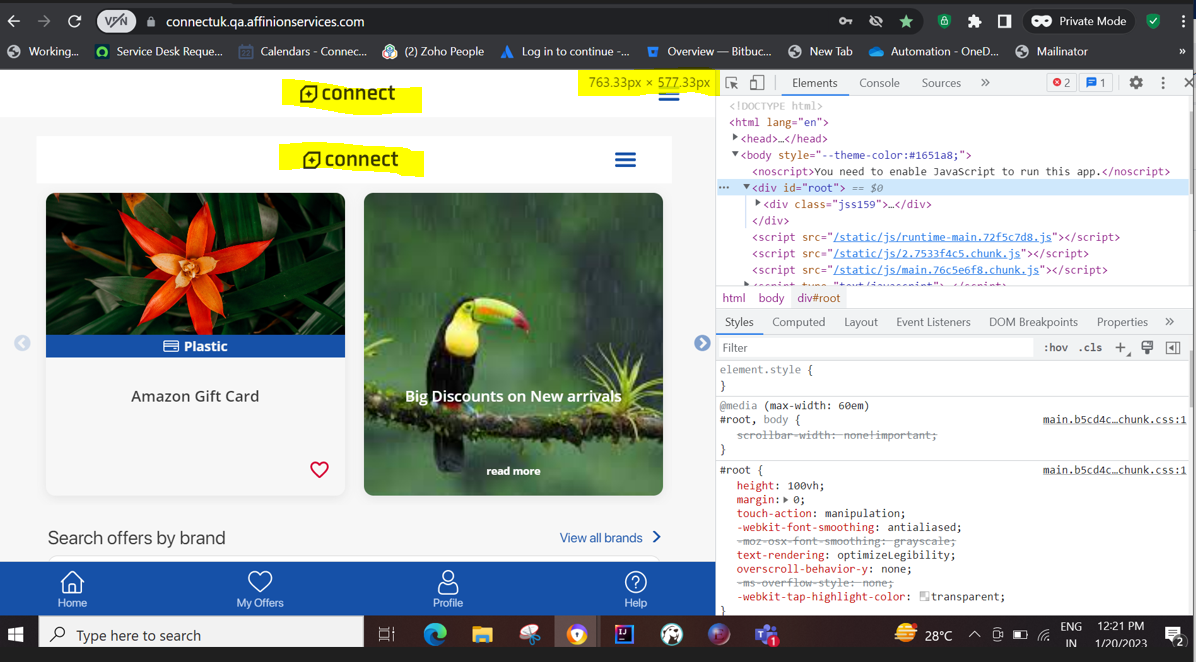 VPN
connectuk.qa.affinionservices.com
Private Mode
Working...
Service Desk Reque...
Calendars - Connec...
(2) Zoho People
Log in to continue -...
Overview — Bitbuc...
New Tab
Automation - OneD...
Mailinator
»
connect
763.33px × 577.33px
connect
Plastic
Amazon Gift Card
Big Discounts on New arrivals
read more
Search offers by brand
View all brands
Home
My Offers
Profile
Help
Elements
Console
Sources
»
2
1
<!DOCTYPE html>
<html lang="en">
<head>…</head>
<body style="--theme-color:#1651a8;">
<noscript>You need to enable JavaScript to run this app.</noscript>
<div id="root"> == $0
<div class="jss159">…</div>
</div>
<script src="/static/js/runtime-main.72f5c7d8.js"></script>
<script src="/static/js/2.7533f4c5.chunk.js"></script>
<script src="/static/js/main.76c5e6f8.chunk.js"></script>
html body div#root
Styles
Computed
Layout
Event Listeners
DOM Breakpoints
Properties
»
Filter
:hov .cls +
element.style {
}
@media (max-width: 60em)
#root, body {
main.b5cd4c…chunk.css:1
scrollbar-width: none!important;
}
#root {
main.b5cd4c…chunk.css:1
height: 100vh;
margin: 0;
touch-action: manipulation;
-webkit-font-smoothing: antialiased;
-moz-osx-font-smoothing: grayscale;
text-rendering: optimizeLegibility;
overscroll-behavior-y: none;
-ms-overflow-style: none;
-webkit-tap-highlight-color: transparent;
}
Type here to search
1
28°C
ENG
IN
12:21 PM
1/20/2023
2